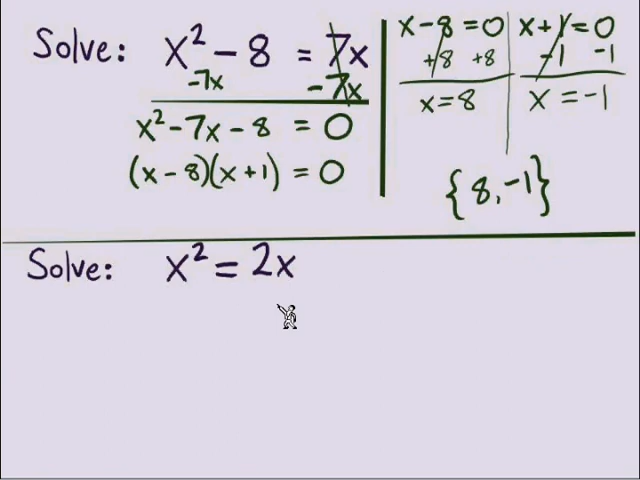 Solve: x² - 8 = 7x
-7x - 7x
x² - 7x - 8 = 0
(x - 8)(x + 1) = 0
x - 8 = 0
+8 +8
x = 8
x + 1 = 0
-1 -1
x = -1
{8, -1}
Solve: x² = 2x